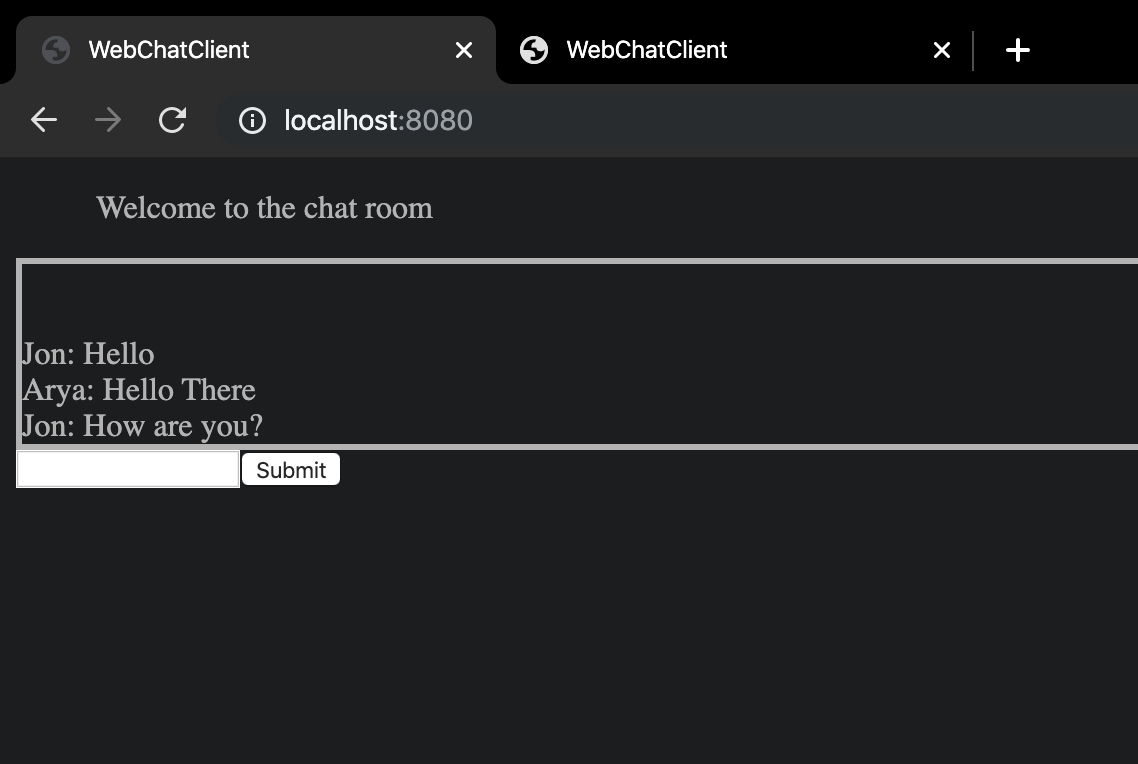 WebChatClient
WebChatClient
localhost:8080
Welcome to the chat room
Jon: Hello
Arya: Hello There
Jon: How are you?
Submit